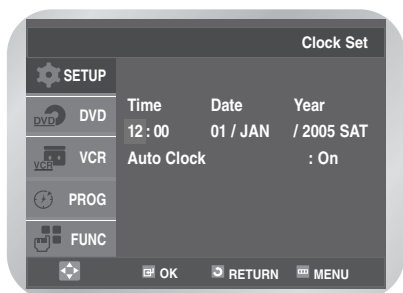 Clock Set
SETUP
DVD DVD
VCR VCR
PROG
FUNC
Time Date Year
12 : 00 01 / JAN / 2005 SAT
Auto Clock : On
OK RETURN MENU